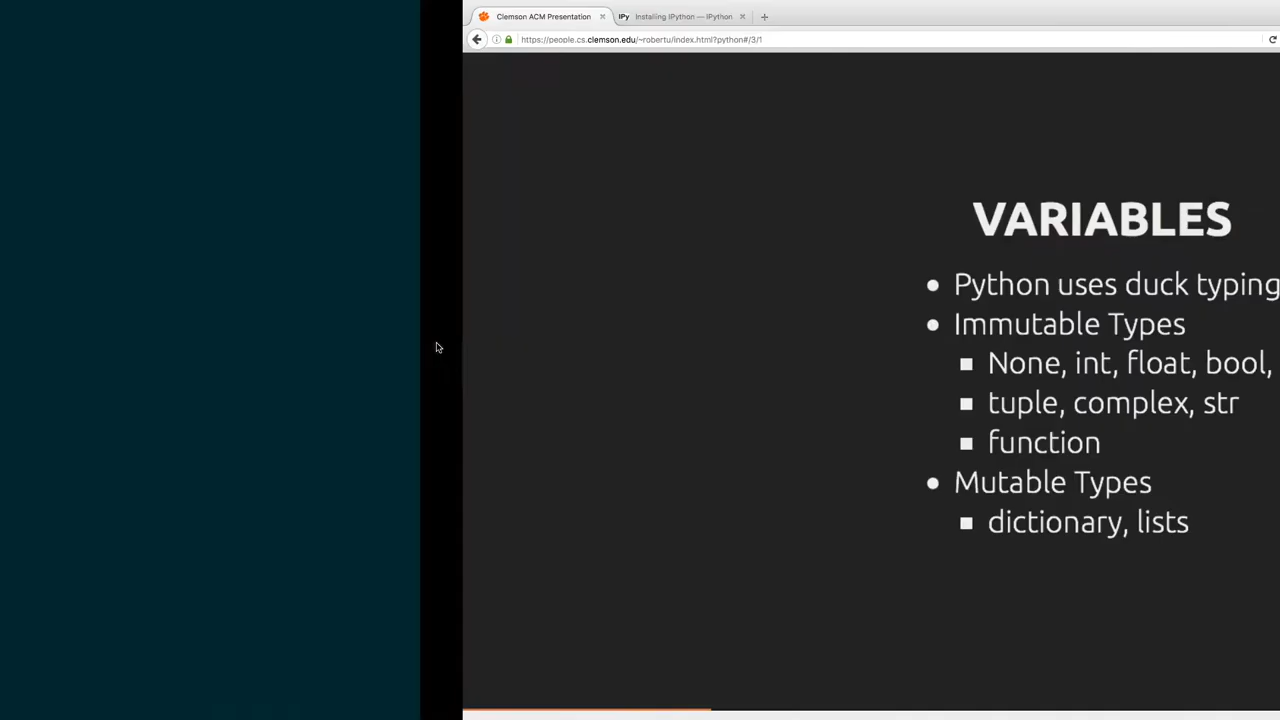 Clemson ACM Presentation
IPy Installing IPython — IPython
https://people.cs.clemson.edu/~robertu/index.html?python#/3/1
VARIABLES
Python uses duck typing
Immutable Types
None, int, float, bool,
tuple, complex, str
function
Mutable Types
dictionary, lists